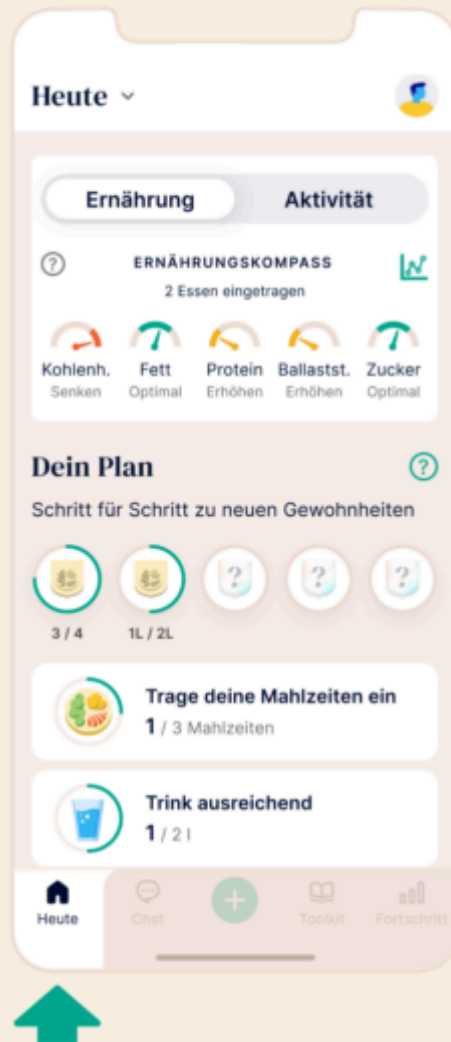 Heute
Ernährung Aktivität
ERNÄHRUNGSKOMPASS
2 Essen eingetragen
Kohlenh. Fett Protein Ballastst. Zucker
Senken Optimal Erhöhen Erhöhen Optimal
Dein Plan
Schritt für Schritt zu neuen Gewohnheiten
3 / 4 1L / 2L
Trage deine Mahlzeiten ein
1 / 3 Mahlzeiten
Trink ausreichend
1 / 2 l
Heute Chat Toolkit Fortschritt